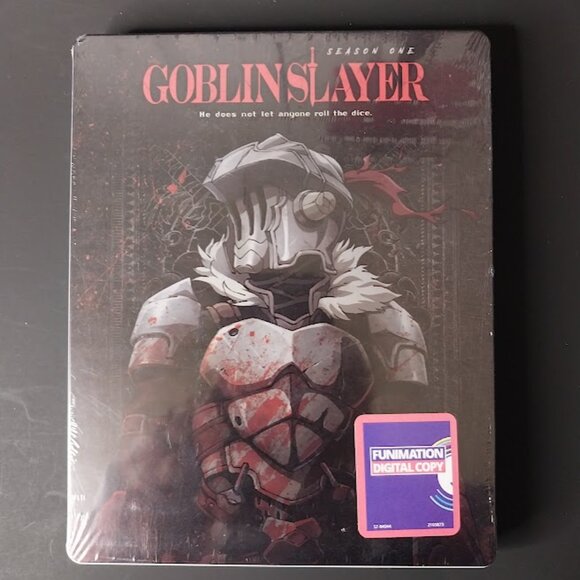 SEASON ONE
GOBLIN SLAYER
He does not let anyone roll the dice.
FUNIMATION
DIGITAL COPY